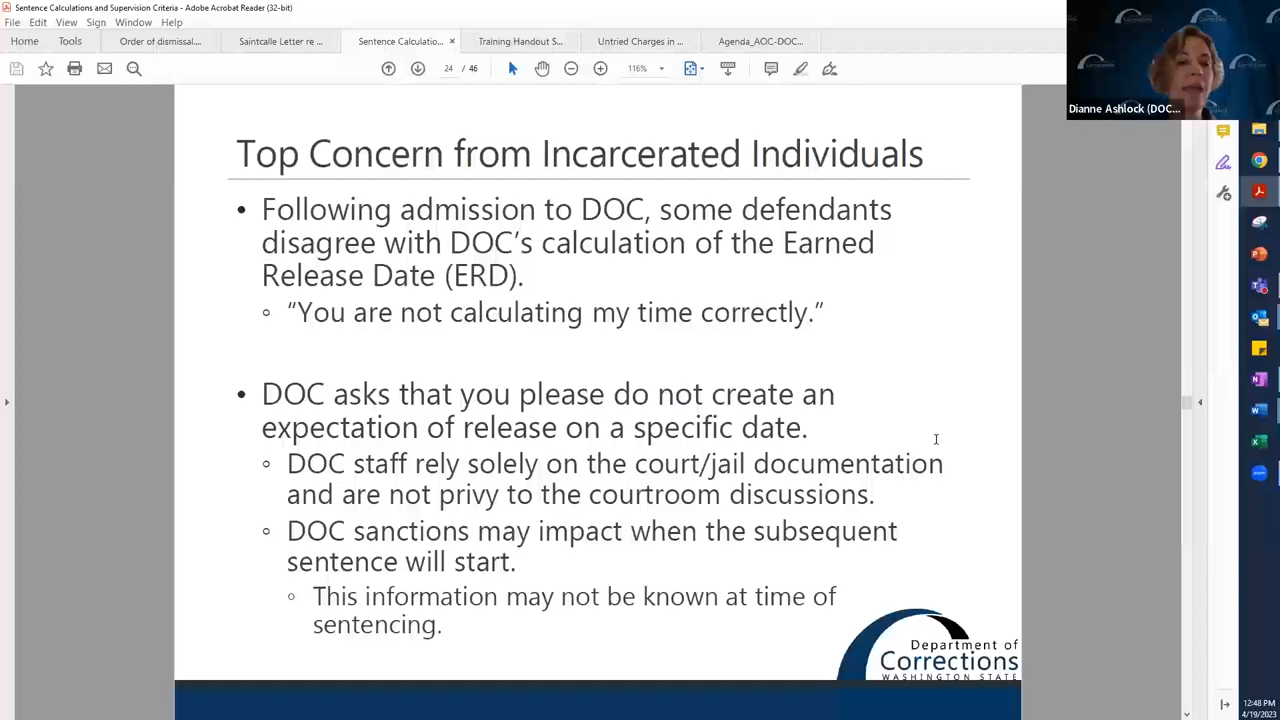 Sentence Calculations and Supervision Criteria - Adobe Acrobat Reader (32-bit)
File Edit View Sign Window Help
Home Tools Order of dismissal.... Saintcalle Letter re ... Sentence Calculatio... × Training Handout S... Untried Charges in ... Agenda_AOC-DOC...
24 / 46 116%
Dianne Ashlock (DOC...
Top Concern from Incarcerated Individuals
• Following admission to DOC, some defendants
disagree with DOC’s calculation of the Earned
Release Date (ERD).
◦ “You are not calculating my time correctly.”
• DOC asks that you please do not create an
expectation of release on a specific date.
◦ DOC staff rely solely on the court/jail documentation
and are not privy to the courtroom discussions.
◦ DOC sanctions may impact when the subsequent
sentence will start.
◦ This information may not be known at time of
sentencing.
Department of
Corrections
WASHINGTON STATE
12:48 PM
4/19/2023